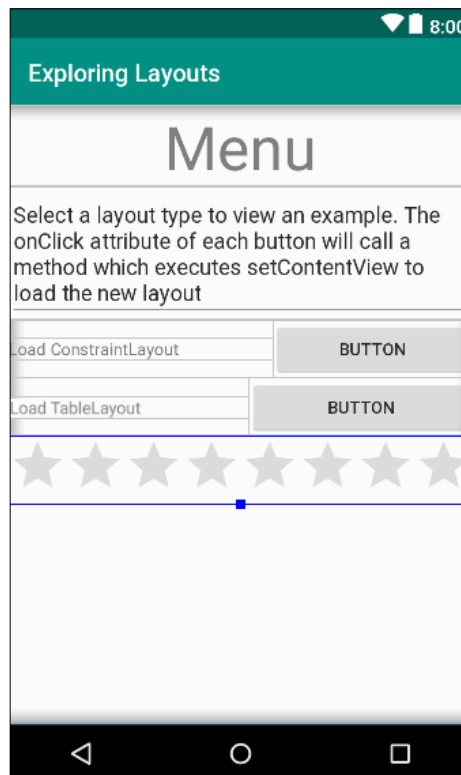 8:00
Exploring Layouts
Menu
Select a layout type to view an example. The
onClick attribute of each button will call a
method which executes setContentView to
load the new layout
Load ConstraintLayout
BUTTON
Load TableLayout
BUTTON